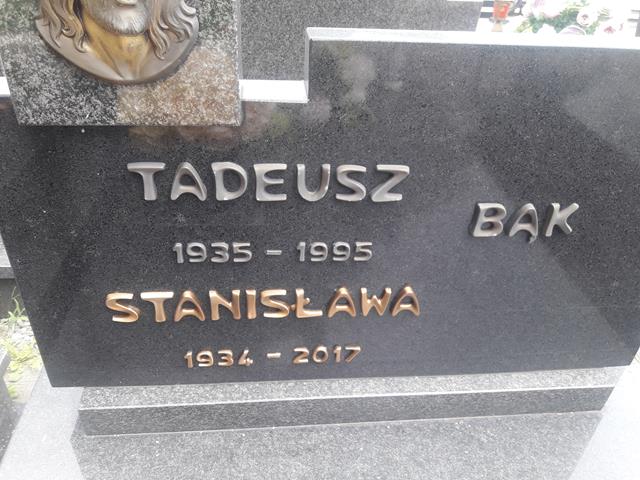 TADEUSZ
1935 - 1995
STANISŁAWA
1934 - 2017
BĄK